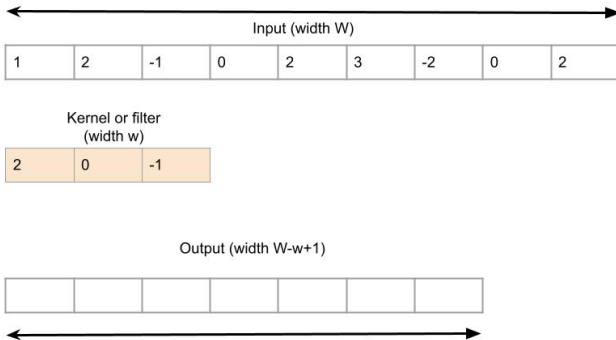 Input (width W)
1 2 -1 0 2 3 -2 0 2
Kernel or filter
(width w)
2 0 -1
Output (width W-w+1)